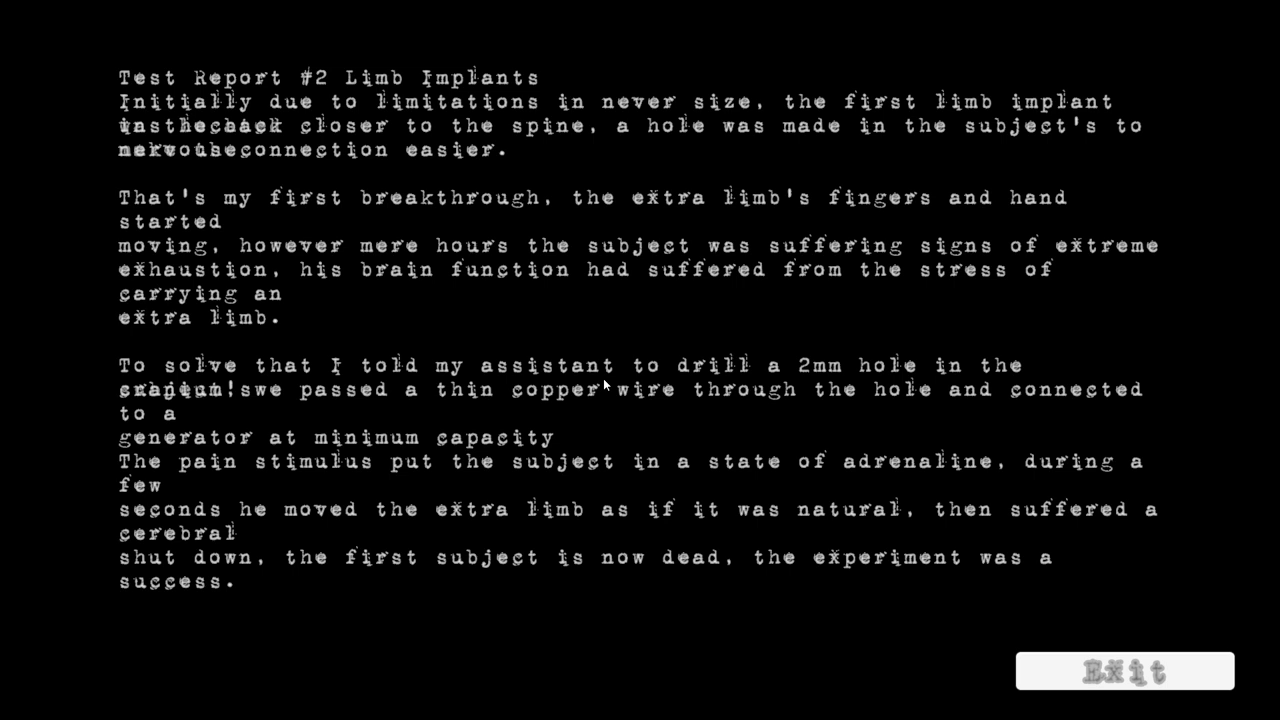 Test Report #2 Limb Implants
Initially due to limitations in never size, the first limb implant
closer to the spine, a hole was made in the subject's to
connection easier.
That's my first breakthrough, the extra limb's fingers and hand
started
moving, however mere hours the subject was suffering signs of extreme
exhaustion, his brain function had suffered from the stress of
carrying an
extra limb.
To solve that I told my assistant to drill a 2mm hole in the
we passed a thin copper wire through the hole and connected
to a
generator at minimum capacity
The pain stimulus put the subject in a state of adrenaline, during a
few
seconds he moved the extra limb as if it was natural, then suffered a
cerebral
shut down, the first subject is now dead, the experiment was a
success.
Exit